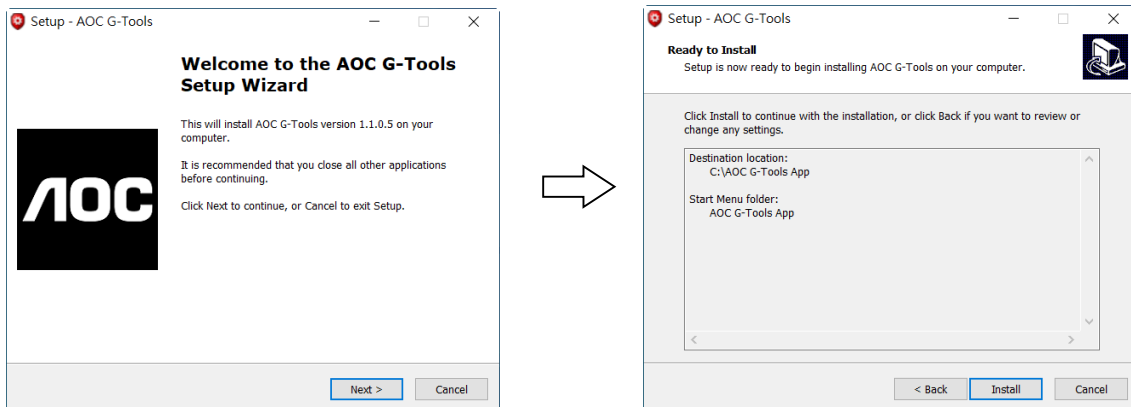 Setup - AOC G-Tools
Welcome to the AOC G-Tools
Setup Wizard
This will install AOC G-Tools version 1.1.0.5 on your
computer.
It is recommended that you close all other applications
before continuing.
Click Next to continue, or Cancel to exit Setup.
AOC
Next >
Cancel
Setup - AOC G-Tools
Ready to Install
Setup is now ready to begin installing AOC G-Tools on your computer.
Click Install to continue with the installation, or click Back if you want to review or
change any settings.
Destination location:
C:\AOC G-Tools App
Start Menu folder:
AOC G-Tools App
< Back
Install
Cancel